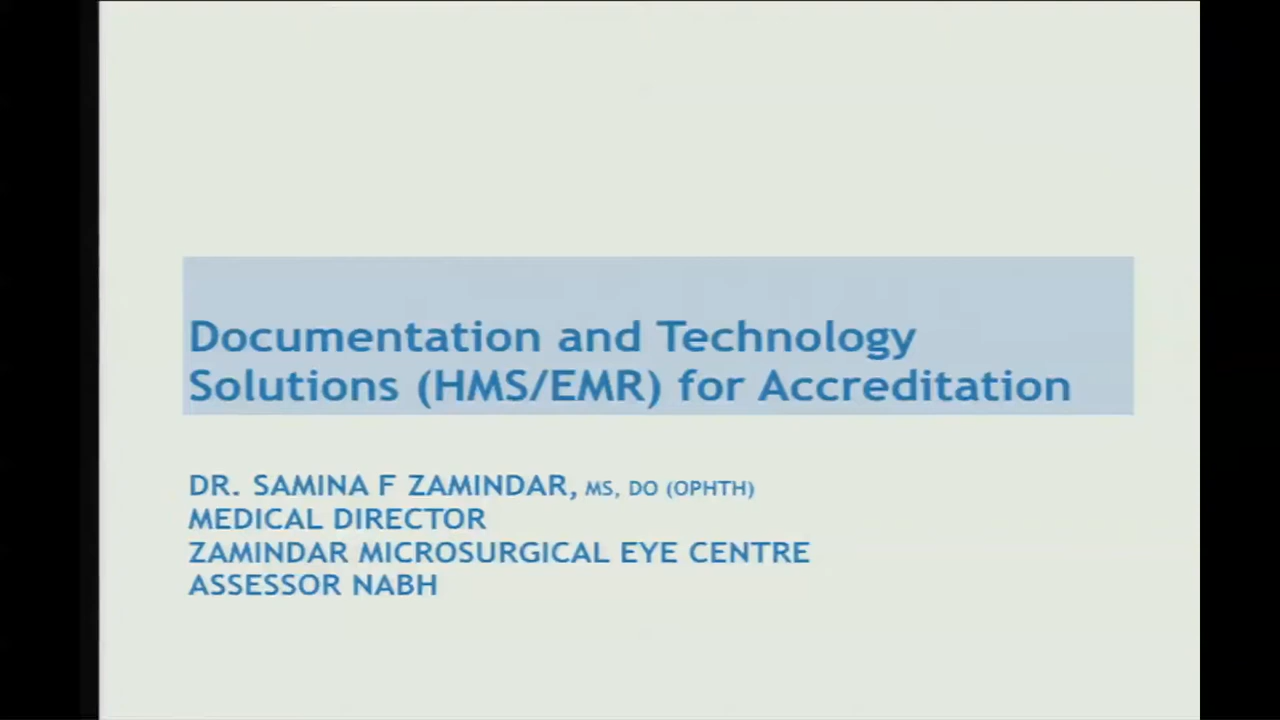 Documentation and Technology
Solutions (HMS/EMR) for Accreditation
DR. SAMINA F ZAMINDAR, MS, DO (OPHTH)
MEDICAL DIRECTOR
ZAMINDAR MICROSURGICAL EYE CENTRE
ASSESSOR NABH